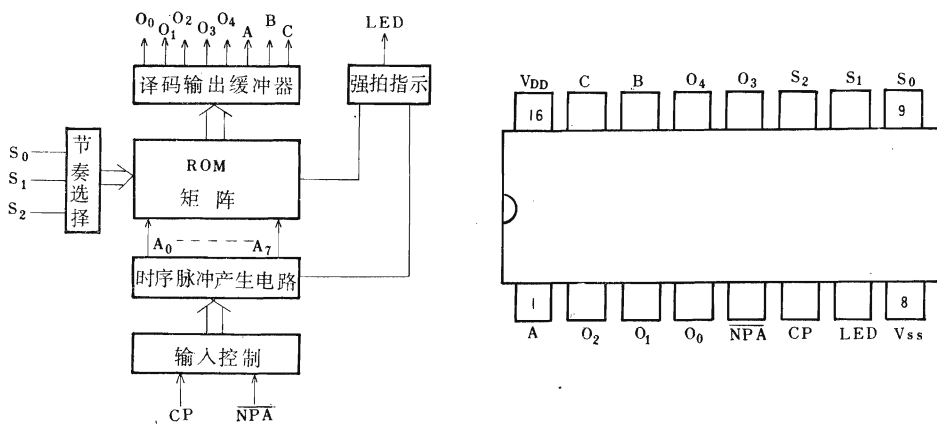 O₀ O₁ O₂ O₃ O₄ A B C
LED
译码输出缓冲器
强拍指示
S₀
S₁
S₂
节奏选择
ROM
矩阵
A₀ A₇
时序脉冲产生电路
输入控制
CP N̅P̅A̅
VDD C B O₄ O₃ S₂ S₁ S₀
16 9
1 8
A O₂ O₁ O₀ N̅P̅A̅ CP LED Vss